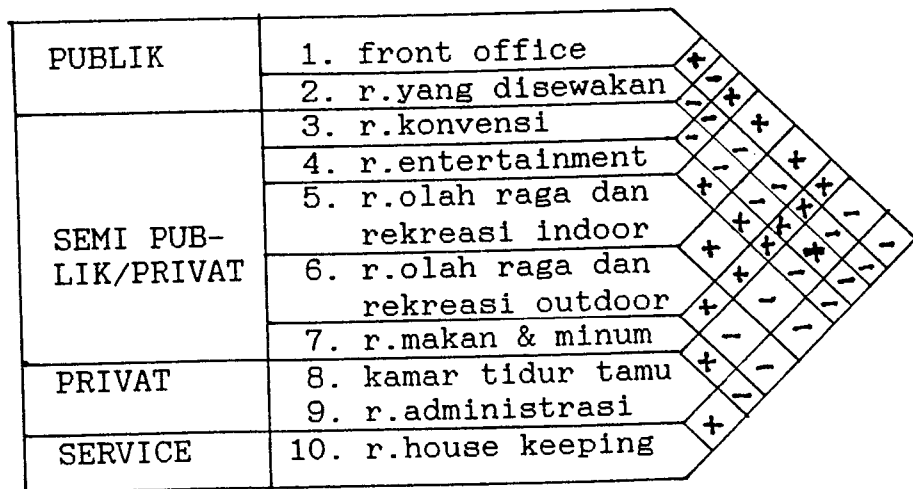 PUBLIK
1. front office
2. r.yang disewakan
3. r.konvensi
4. r.entertainment
5. r.olah raga dan
rekreasi indoor
SEMI PUB-
LIK/PRIVAT
6. r.olah raga dan
rekreasi outdoor
7. r.makan & minum
PRIVAT
8. kamar tidur tamu
9. r.administrasi
SERVICE
10. r.house keeping